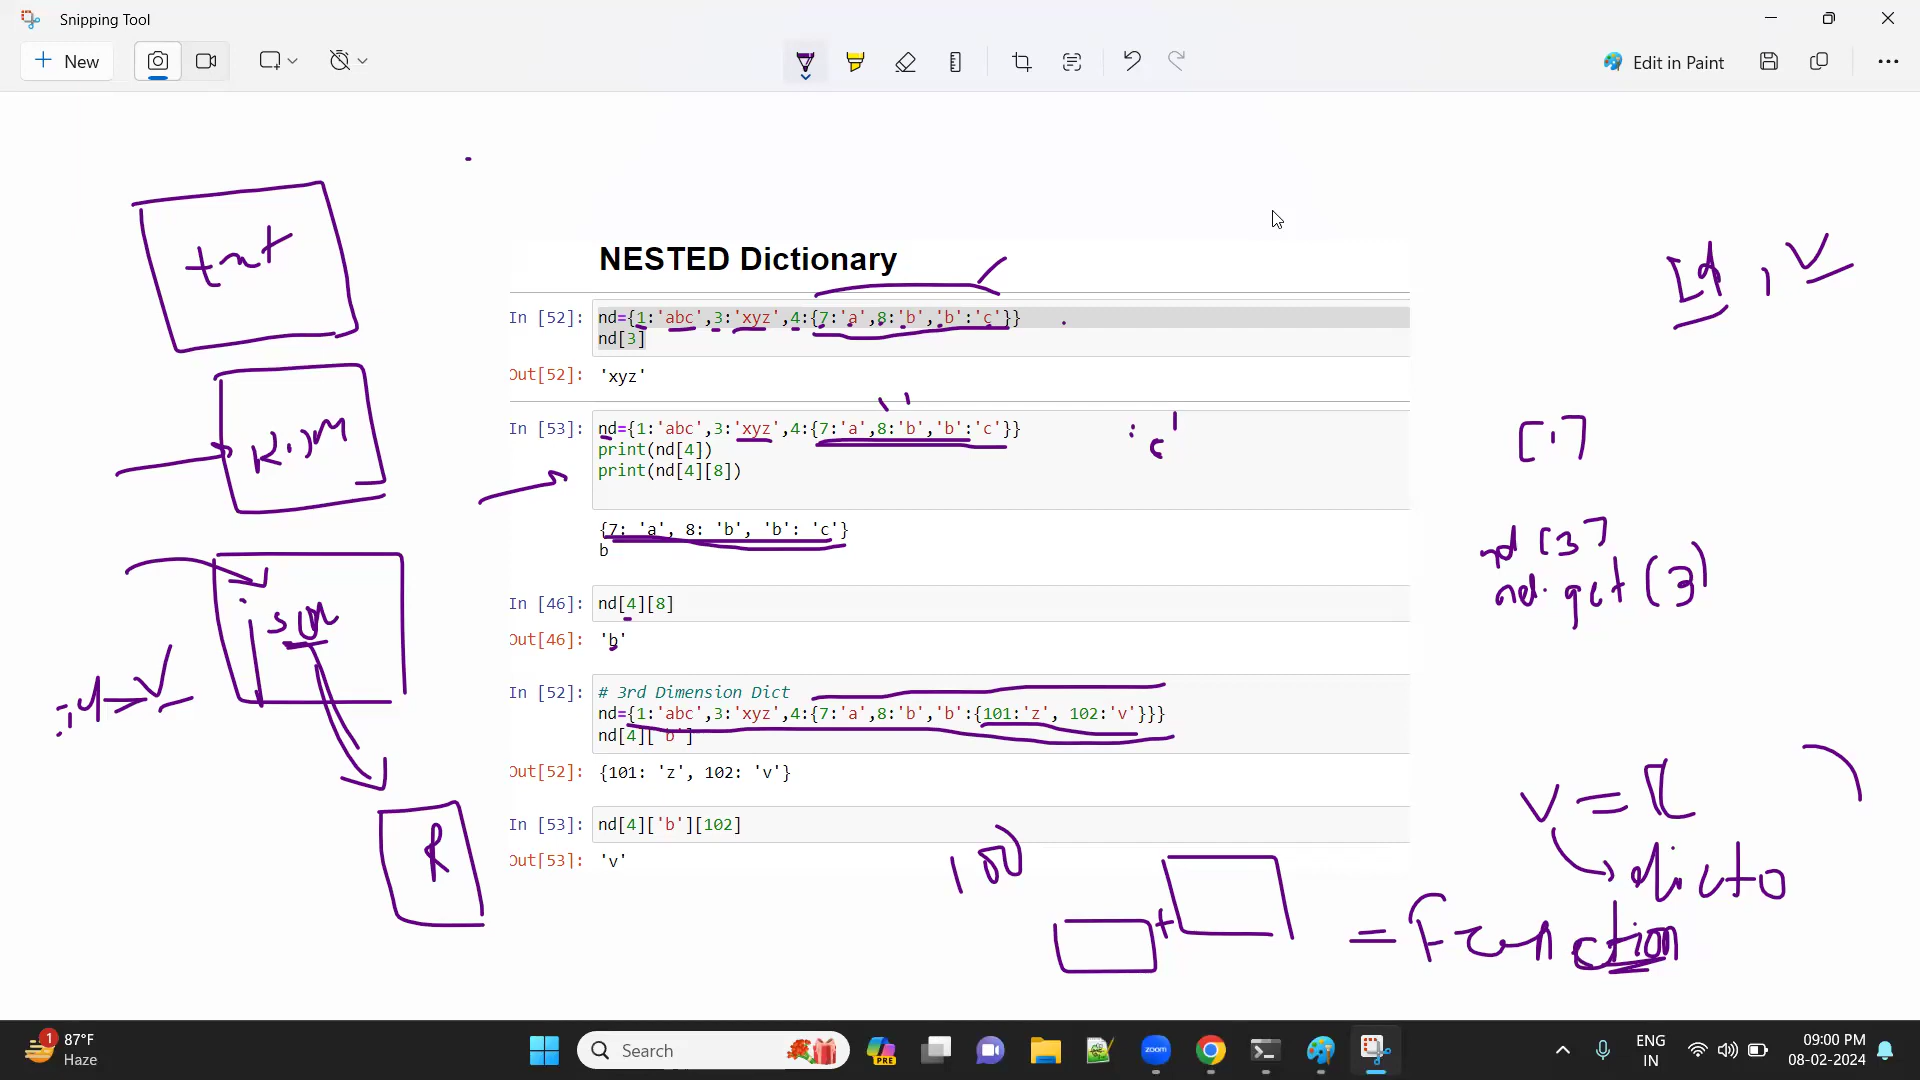 Snipping Tool
New
Edit in Paint
txt
NESTED Dictionary
id , V
In [52]: nd={1:'abc',3:'xyz',4:{7:'a',8:'b','b':'c'}}
nd[3]
Out[52]: 'xyz'
In [53]: nd={1:'abc',3:'xyz',4:{7:'a',8:'b','b':'c'}}
print(nd[4])
print(nd[4][8])
: c'
{7: 'a', 8: 'b', 'b': 'c'}
b
nd [3]
nd. get (3)
In [46]: nd[4][8]
Out[46]: 'b'
In [52]: # 3rd Dimension Dict
nd={1:'abc',3:'xyz',4:{7:'a',8:'b','b':{101:'z', 102:'v'}}}
nd[4]['b']
Out[52]: {101: 'z', 102: 'v'}
In [53]: nd[4]['b'][102]
Out[53]: 'v'
R
100
V =
dicto
+
= Function
1
87°F
Haze
Search
PRE
zoom
ENG
IN
09:00 PM
08-02-2024